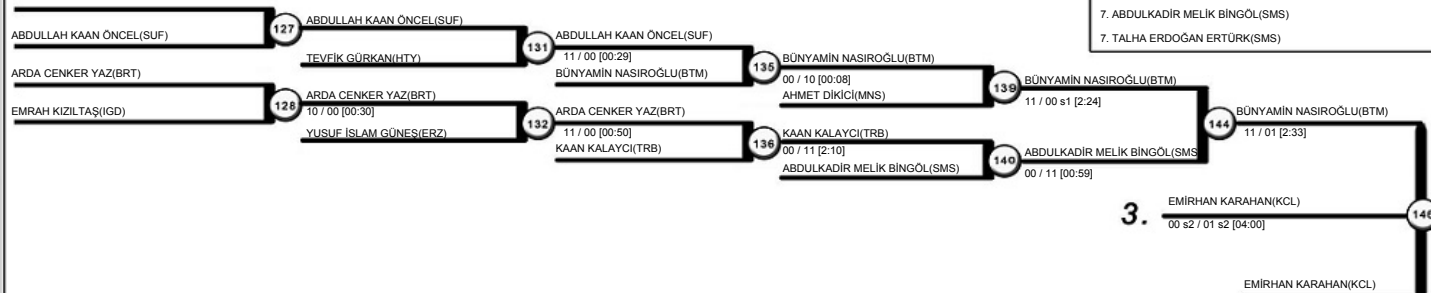 7. ABDULKADİR MELİK BİNGÖL(SMS)
7. TALHA ERDOĞAN ERTÜRK(SMS)
ABDULLAH KAAN ÖNCEL(SUF)
127
ABDULLAH KAAN ÖNCEL(SUF)
TEVFİK GÜRKAN(HTY)
131
ABDULLAH KAAN ÖNCEL(SUF)
11 / 00 [00:29]
BÜNYAMİN NASIROĞLU(BTM)
135
BÜNYAMİN NASIROĞLU(BTM)
00 / 10 [00:08]
AHMET DİKİCİ(MNS)
139
BÜNYAMİN NASIROĞLU(BTM)
11 / 00 s1 [2:24]
ARDA CENKER YAZ(BRT)
EMRAH KIZILTAŞ(IGD)
128
ARDA CENKER YAZ(BRT)
10 / 00 [00:30]
YUSUF İSLAM GÜNEŞ(ERZ)
132
ARDA CENKER YAZ(BRT)
11 / 00 [00:50]
KAAN KALAYCI(TRB)
136
KAAN KALAYCI(TRB)
00 / 11 [2:10]
ABDULKADİR MELİK BİNGÖL(SMS)
140
ABDULKADİR MELİK BİNGÖL(SMS
00 / 11 [00:59]
144
BÜNYAMİN NASIROĞLU(BTM)
11 / 01 [2:33]
3.
EMİRHAN KARAHAN(KCL)
00 s2 / 01 s2 [04:00]
146
EMİRHAN KARAHAN(KCL)